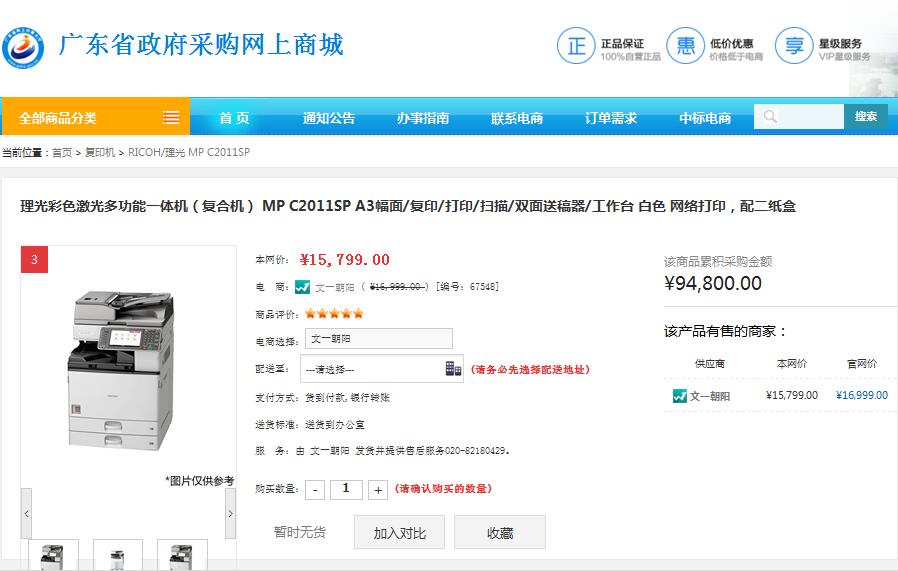 广东省政府采购网上商城
正 正品保证 100%自营正品
惠 低价优惠 价格低于电商
享 星级服务 VIP星级服务
全部商品分类 首页 通知公告 办事指南 联系电商 订单需求 中标电商 搜索
当前位置：首页 > 复印机 > RICOH/理光 MP C2011SP
理光彩色激光多功能一体机（复合机） MP C2011SP A3幅面/复印/打印/扫描/双面送稿器/工作台 白色 网络打印，配二纸盒
3
*图片仅供参考
本网价： ¥15,799.00
电 商： 文一朝阳 ( ¥16,999.00 ) [编号：67548]
商品评价：
电商选择： 文一朝阳
配送至： ---请选择--- (请务必先选择配送地址)
支付方式：货到付款,银行转账
送货标准：送货到办公室
服 务：由 文一朝阳 发货并提供售后服务020-82180429。
购买数量： - 1 + (请确认购买的数量)
暂时无货 加入对比 收藏
该商品累积采购金额
¥94,800.00
该产品有售的商家：
供应商 本网价 官网价
文一朝阳 ¥15,799.00 ¥16,999.00